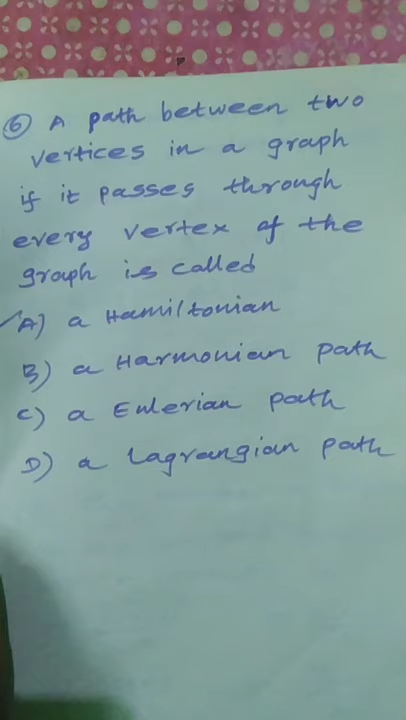 6 A path between two
vertices in a graph
if it passes through
every vertex of the
graph is called
A) a Hamiltonian
B) a Harmonian path
C) a Eulerian path
D) a Lagrangian path